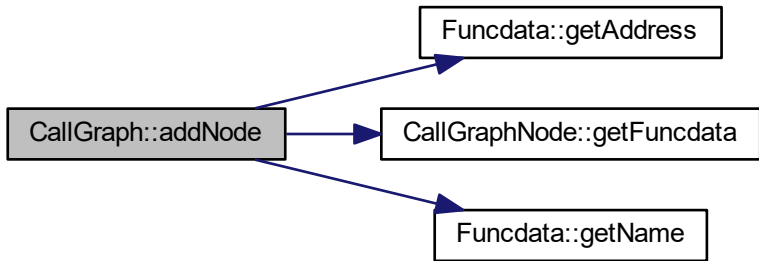 Funcdata::getAddress
CallGraph::addNode
CallGraphNode::getFuncdata
Funcdata::getName